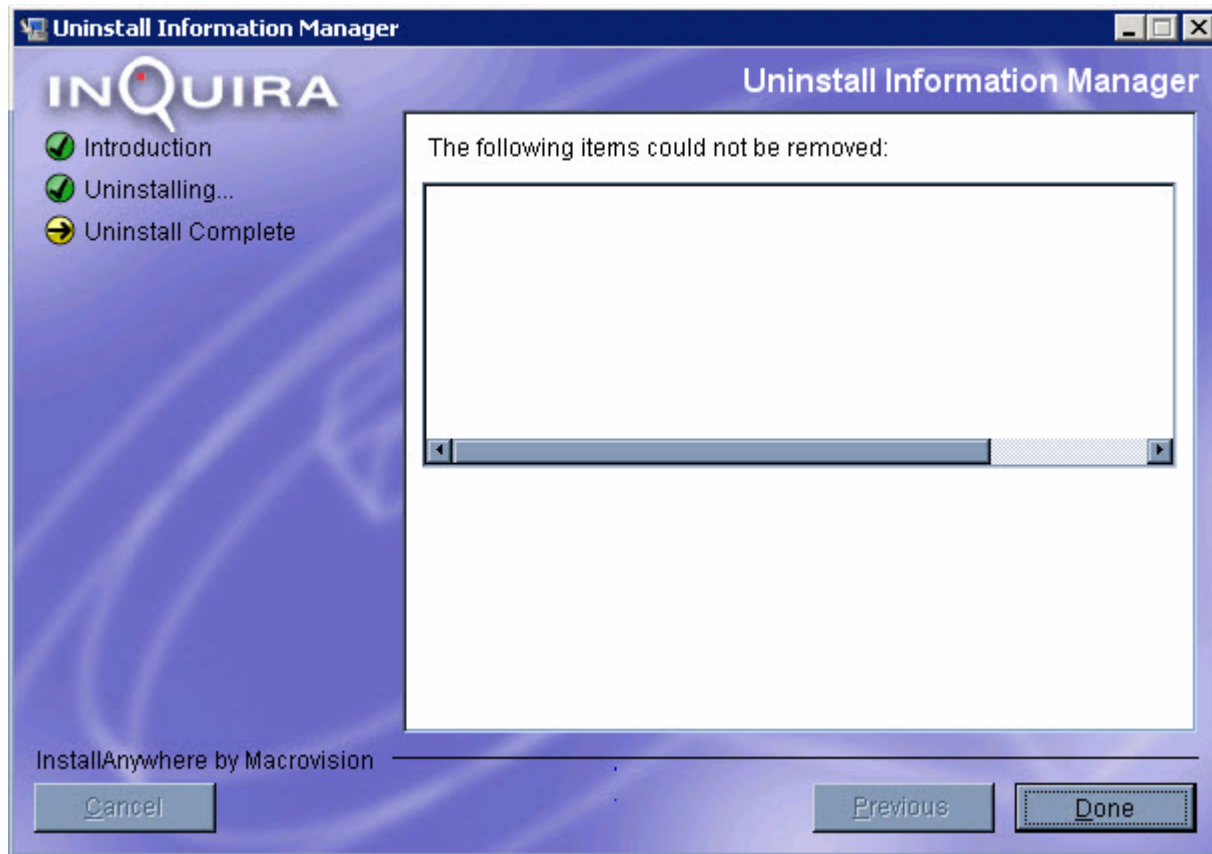 Uninstall Information Manager
INQUIRA
Uninstall Information Manager
Introduction
Uninstalling...
Uninstall Complete
The following items could not be removed:
InstallAnywhere by Macrovision
Cancel
Previous
Done